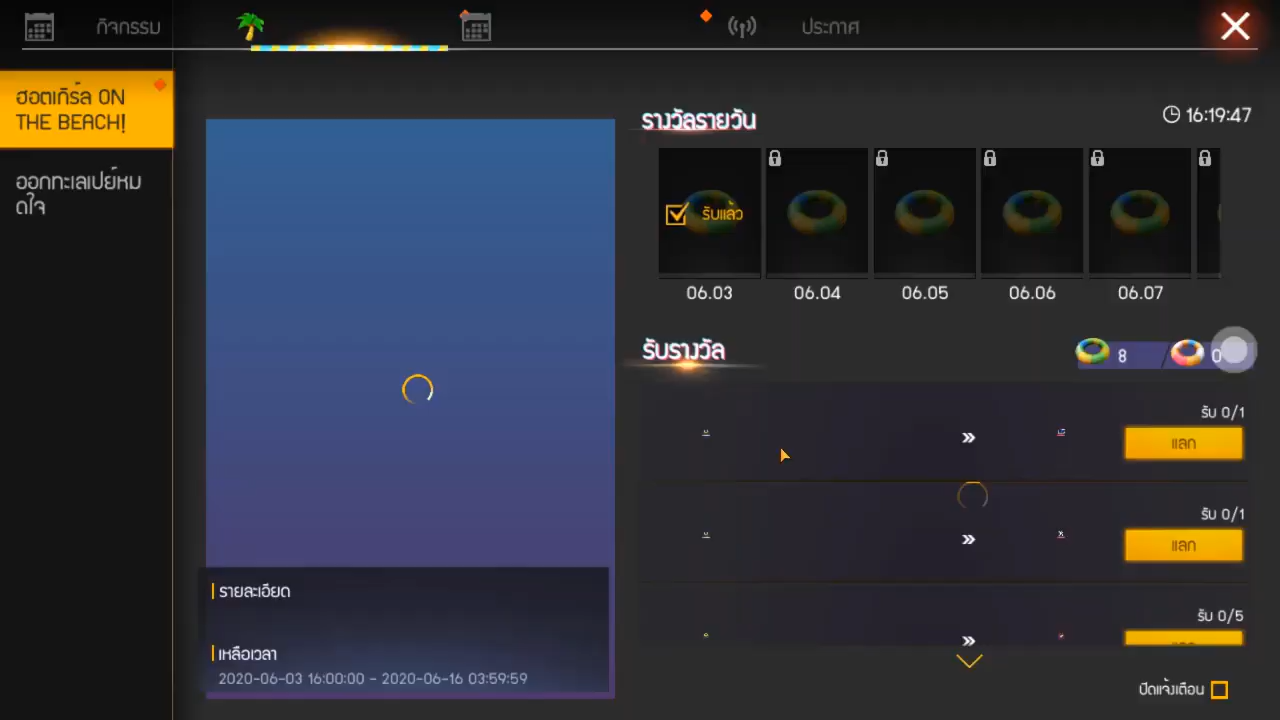 กิจกรรม
ประกาศ
ฮอตเกิร์ล ON
THE BEACH!
ออกทะเลเปย์หม
ดใจ
รางวัลรายวัน
16:19:47
รับแล้ว
06.03
06.04
06.05
06.06
06.07
รับรางวัล
8
0
รับ 0/1
แลก
รับ 0/1
แลก
รับ 0/5
รายละเอียด
เหลือเวลา
2020-06-03 16:00:00 - 2020-06-16 03:59:59
ปิดแจ้งเตือน